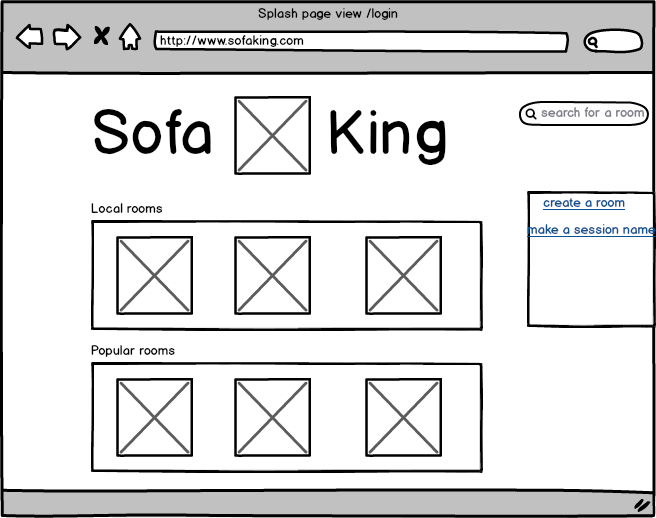 Splash page view /login
http://www.sofaking.com
Sofa King
search for a room
Local rooms
create a room
make a session name
Popular rooms